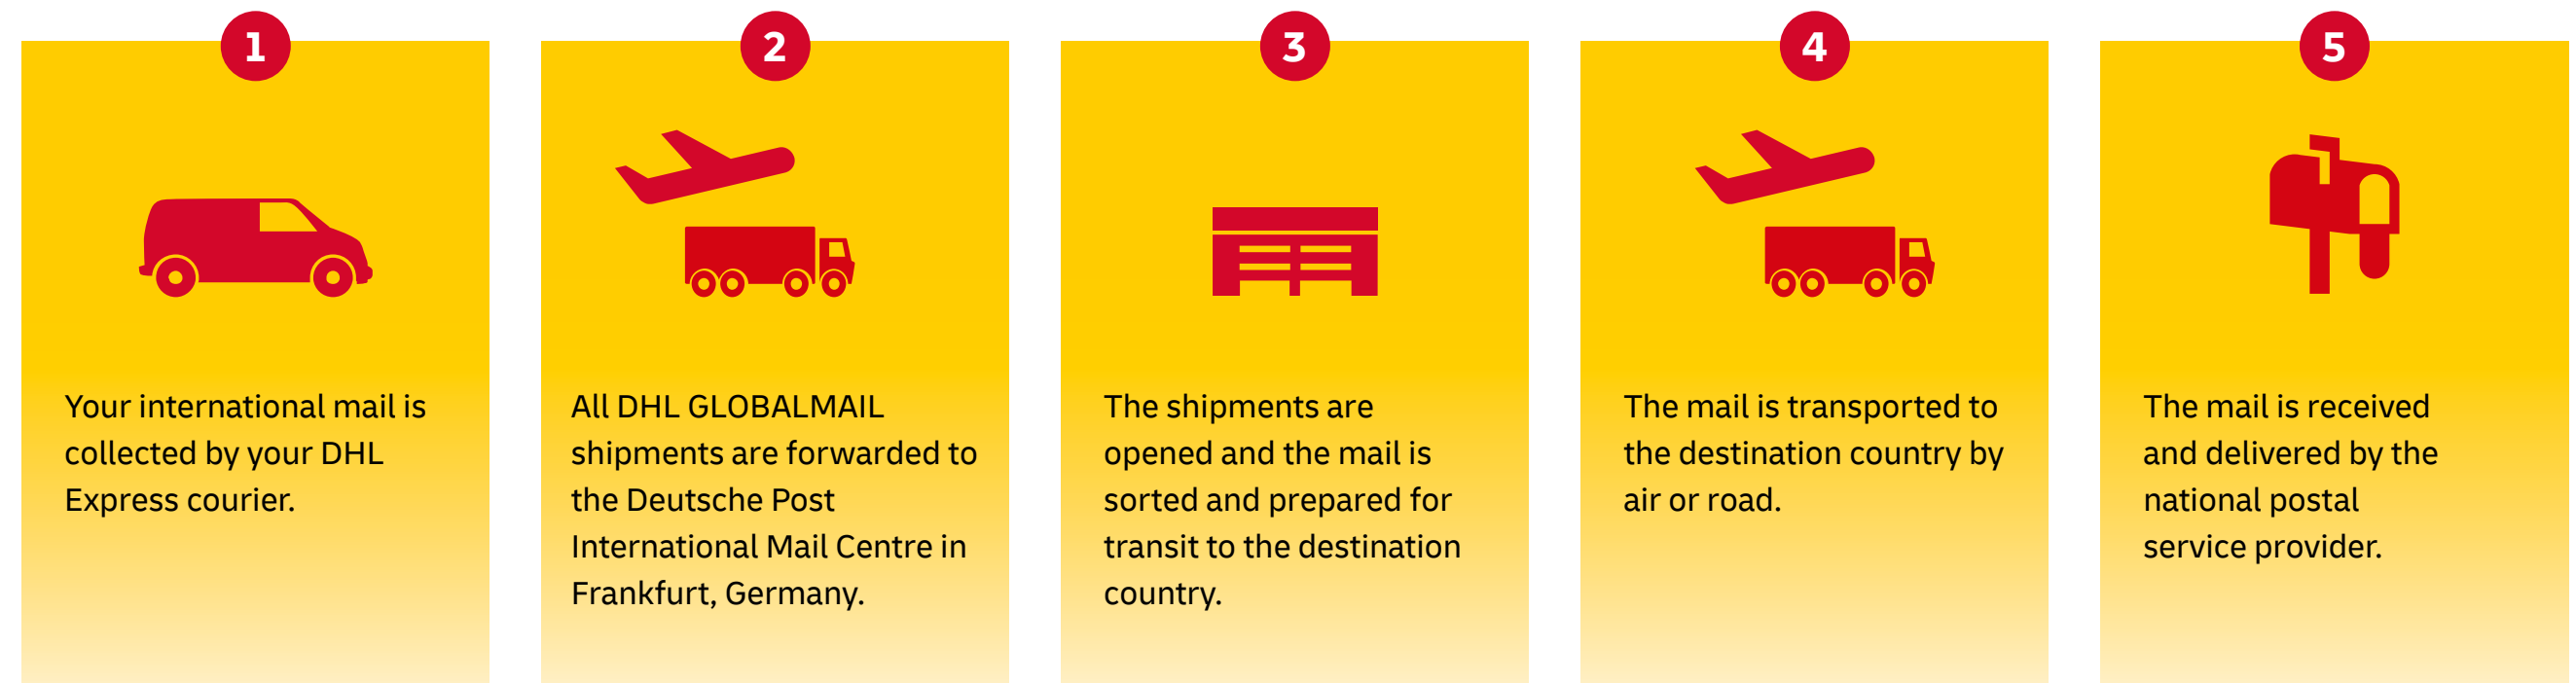 1
Your international mail is
collected by your DHL
Express courier.
2
All DHL GLOBALMAIL
shipments are forwarded to
the Deutsche Post
International Mail Centre in
Frankfurt, Germany.
3
The shipments are
opened and the mail is
sorted and prepared for
transit to the destination
country.
4
The mail is transported to
the destination country by
air or road.
5
The mail is received
and delivered by the
national postal
service provider.